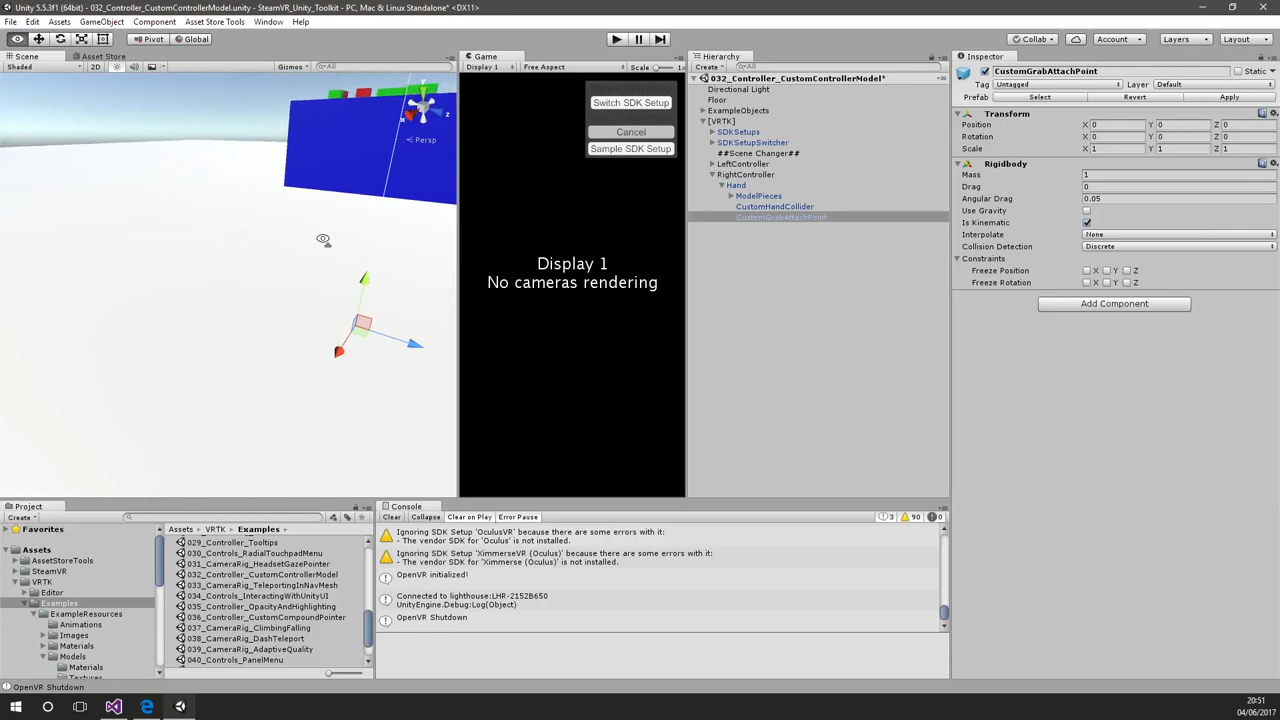 Unity 5.5.3f1 (64bit) - 032_Controller_CustomControllerModel.unity - SteamVR_Unity_Toolkit - PC, Mac & Linux Standalone* <DX11>
File Edit Assets GameObject Component Asset Store Tools Window Help
Pivot Global Collab Account Layers Layout
Scene Asset Store Game Hierarchy Inspector
Shaded 2D Gizmos All Display 1 Free Aspect Scale 1x Create All
CustomGrabAttachPoint Static
032_Controller_CustomControllerModel*
Tag Untagged Layer Default
Directional Light
Prefab Select Revert Apply
Floor
Switch SDK Setup
ExampleObjects
Transform
[VRTK]
Position X 0 Y 0 Z 0
Cancel
SDKSetups
Rotation X 0 Y 0 Z 0
Persp
SDKSetupSwitcher
Sample SDK Setup
Scale X 1 Y 1 Z 1
##Scene Changer##
LeftController
Rigidbody
RightController
Mass 1
Hand
Drag 0
ModelPieces
Angular Drag 0.05
CustomHandCollider
Use Gravity
CustomGrabAttachPoint
Is Kinematic
Interpolate None
Collision Detection Discrete
Constraints
Freeze Position X Y Z
Freeze Rotation X Y Z
Add Component
Display 1
No cameras rendering
Project
Create
Favorites
Assets
AssetStoreTools
SteamVR
VRTK
Editor
Examples
ExampleResources
Animations
Images
Materials
Models
Materials
Textures
Assets VRTK Examples
029_Controller_Tooltips
030_Controls_RadialTouchpadMenu
031_CameraRig_HeadsetGazePointer
032_Controller_CustomControllerModel
033_CameraRig_TeleportingInNavMesh
034_Controls_InteractingWithUnityUI
035_Controller_OpacityAndHighlighting
036_Controller_CustomCompoundPointer
037_CameraRig_ClimbingFalling
038_CameraRig_DashTeleport
039_CameraRig_AdaptiveQuality
040_Controls_PanelMenu
Console
Clear Collapse Clear on Play Error Pause 3 90 0
Ignoring SDK Setup 'OculusVR' because there are some errors with it:
- The vendor SDK for 'Oculus' is not installed.
Ignoring SDK Setup 'XimmerseVR (Oculus)' because there are some errors with it:
- The vendor SDK for 'Ximmerse (Oculus)' is not installed.
OpenVR initialized!
Connected to lighthouse:LHR-2152B650
UnityEngine.Debug:Log(Object)
OpenVR Shutdown
OpenVR Shutdown
20:51
04/06/2017